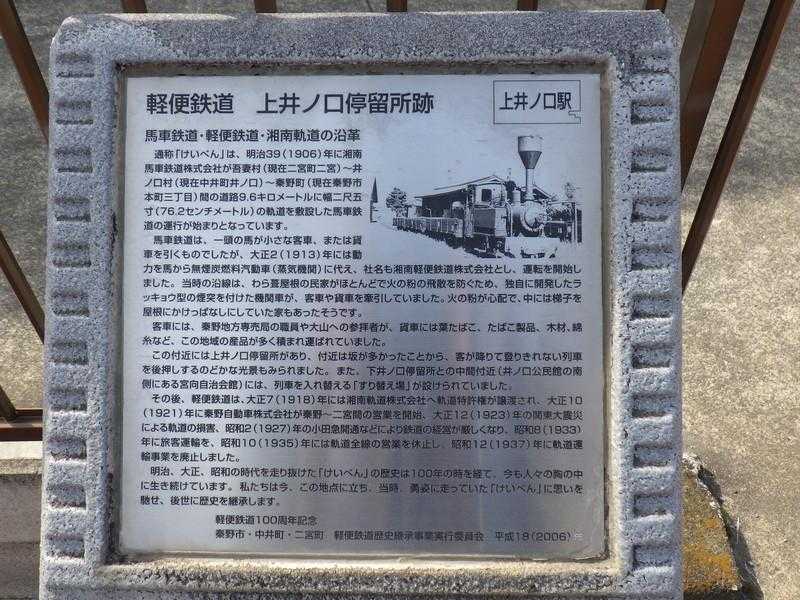 軽便鉄道　上井ノ口停留所跡
上井ノ口駅
馬車鉄道・軽便鉄道・湘南軌道の沿革
通称「けいべん」は、明治39(1906)年に湘南
馬車鉄道株式会社が吾妻村(現在二宮町二宮)～井
ノ口村(現在中井町井ノ口)～秦野町(現在秦野市
本町三丁目)間の道路9.6キロメートルに幅二尺五
寸(76.2センチメートル)の軌道を敷設した馬車鉄
道の運行が始まりとなっています。
馬車鉄道は、一頭の馬が小さな客車、または貨
車を引くものでしたが、大正2(1913)年には動
力を馬から無煙炭燃料汽動車(蒸気機関)に代え、社名も湘南軽便鉄道株式会社とし、運転を開始し
ました。当時の沿線は、わら葺屋根の民家がほとんどで火の粉の飛散を防ぐため、独自に開発したラ
ッキョウ型の煙突を付けた機関車が、客車や貨車を牽引していました。火の粉が心配で、中には梯子を
屋根にかけっぱなしにしていた家もあったそうです。
客車には、秦野地方専売局の職員や大山への参拝者が、貨車には葉たばこ、たばこ製品、木材、綿
糸など、この地域の産品が多く積まれ運ばれていました。
この付近には上井ノ口停留所があり、付近は坂が多かったことから、客が降りて登りきれない列車
を後押しするのどかな光景もみられました。また、下井ノ口停留所との中間付近(井ノ口公民館の南
側にある宮向自治会館)には、列車を入れ替える「すり替え場」が設けられていました。
その後、軽便鉄道は、大正7(1918)年には湘南軌道株式会社へ軌道特許権が譲渡され、大正10
(1921)年に秦野自動車株式会社が秦野～二宮間の営業を開始、大正12(1923)年の関東大震災
による軌道の損害、昭和2(1927)年の小田急開通などにより鉄道の経営が厳しくなり、昭和8(1933)
年に旅客運輸を、昭和10(1935)年には軌道全線の営業を休止し、昭和12(1937)年に軌道運
輸事業を廃止しました。
明治、大正、昭和の時代を走り抜けた「けいべん」の歴史は100年の時を経て、今も人々の胸の中
に生き続けています。私たちは今、この地点に立ち、当時、勇姿に走っていた「けいべん」に思いを
馳せ、後世に歴史を継承します。
軽便鉄道100周年記念
秦野市・中井町・二宮町　軽便鉄道歴史継承事業実行委員会　平成18(2006)年